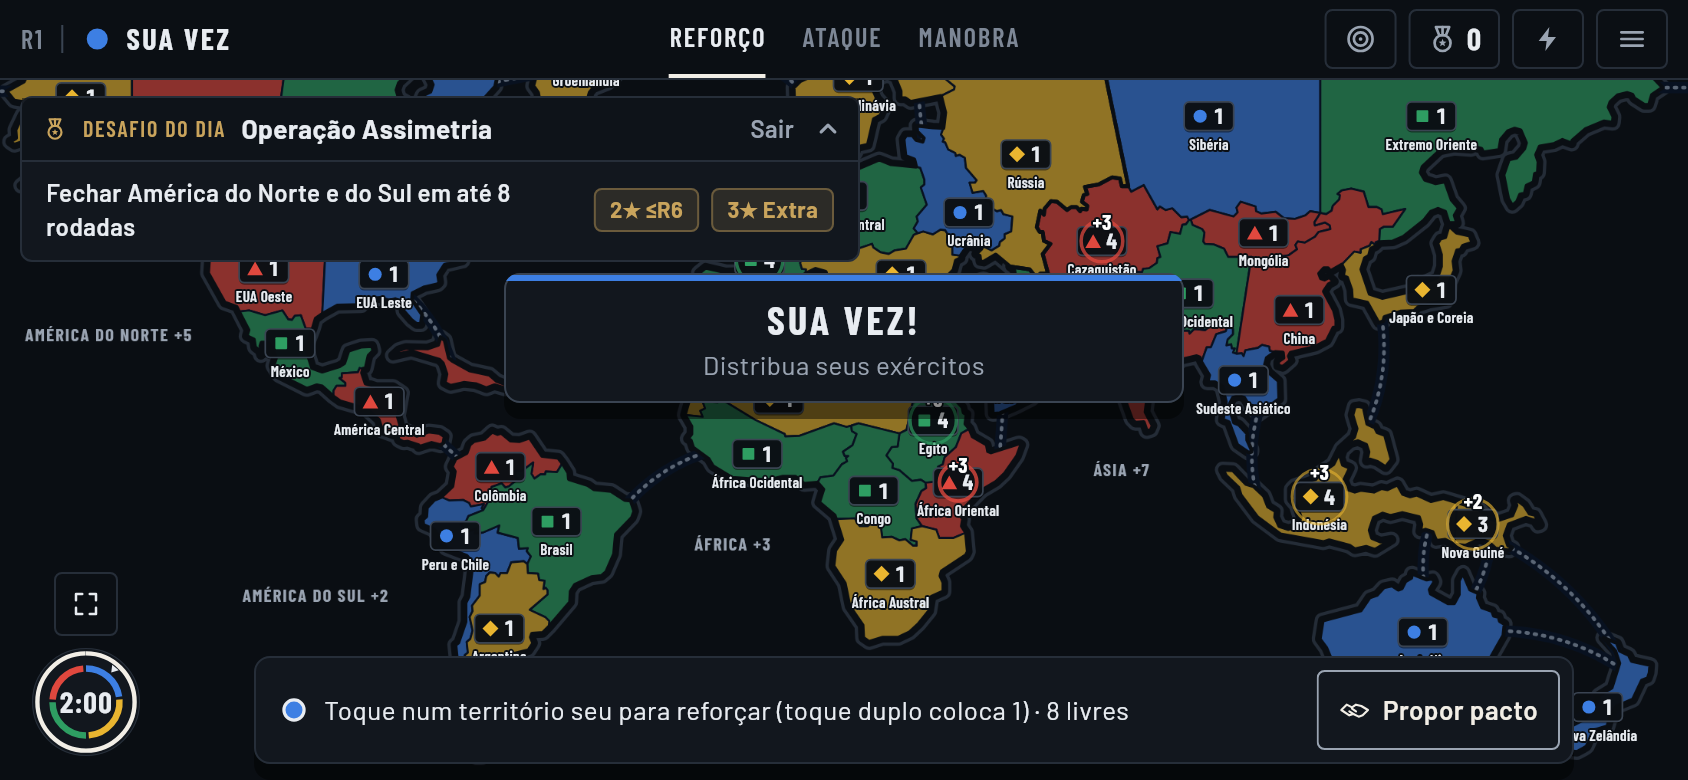 R1
SUA VEZ
REFORÇO
ATAQUE
MANOBRA
0
DESAFIO DO DIA
Operação Assimetria
Sair
Fechar América do Norte e do Sul em até 8
rodadas
2★ ≤R6
3★ Extra
1
1
Sibéria
1
Extremo Oriente
1
Rússia
1
Ucrânia
+3
4
Cazaquistão
1
Mongólia
1
EUA Oeste
1
EUA Leste
4
1
1
1
China
1
Japão e Coreia
AMÉRICA DO NORTE +5
1
México
SUA VEZ!
Distribua seus exércitos
1
América Central
1
Sudeste Asiático
4
Egito
1
África Ocidental
1
Colômbia
ÁSIA +7
+3
4
África Oriental
1
Congo
+3
4
Indonésia
+2
3
Nova Guiné
1
Brasil
1
Peru e Chile
ÁFRICA +3
1
África Austral
AMÉRICA DO SUL +2
1
1
2:00
Toque num território seu para reforçar (toque duplo coloca 1) · 8 livres
Propor pacto
1